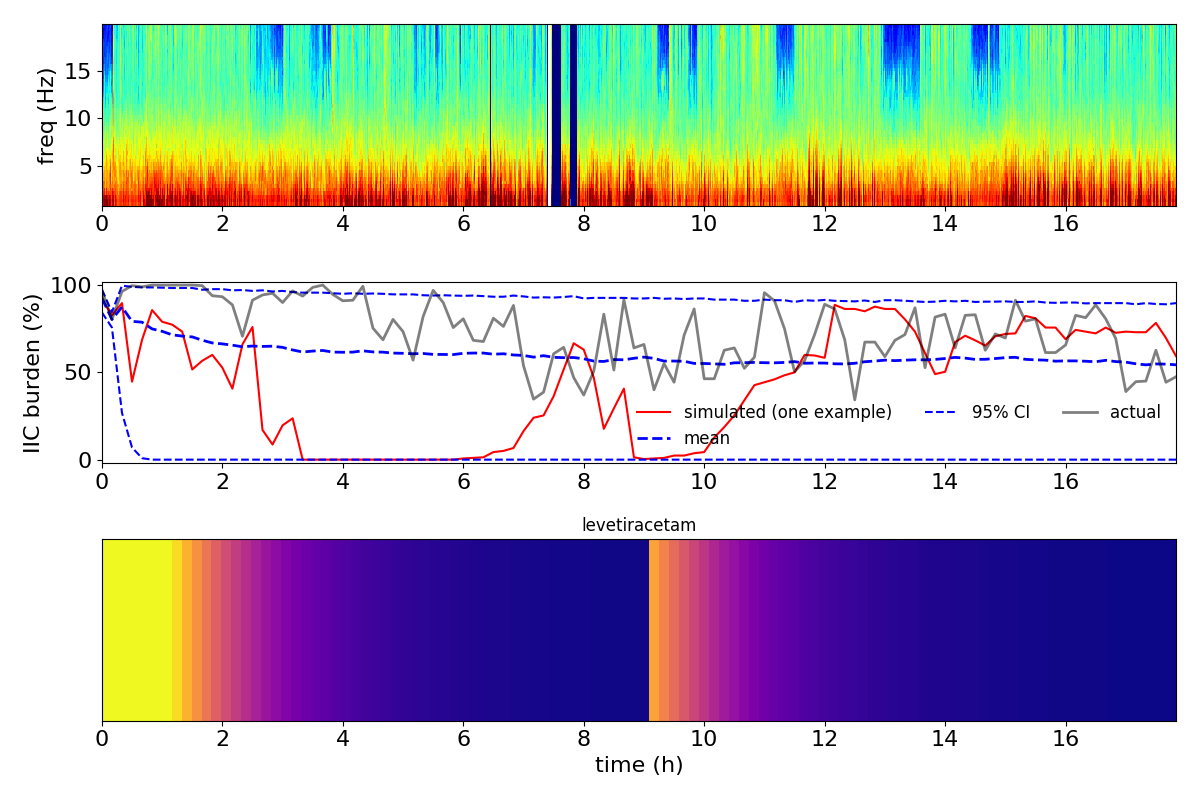 freq (Hz)
15
10
5
0 2 4 6 8 10 12 14 16
IIC burden (%)
100
50
0
simulated (one example) 95% CI actual
mean
0 2 4 6 8 10 12 14 16
levetiracetam
0 2 4 6 8 10 12 14 16
time (h)